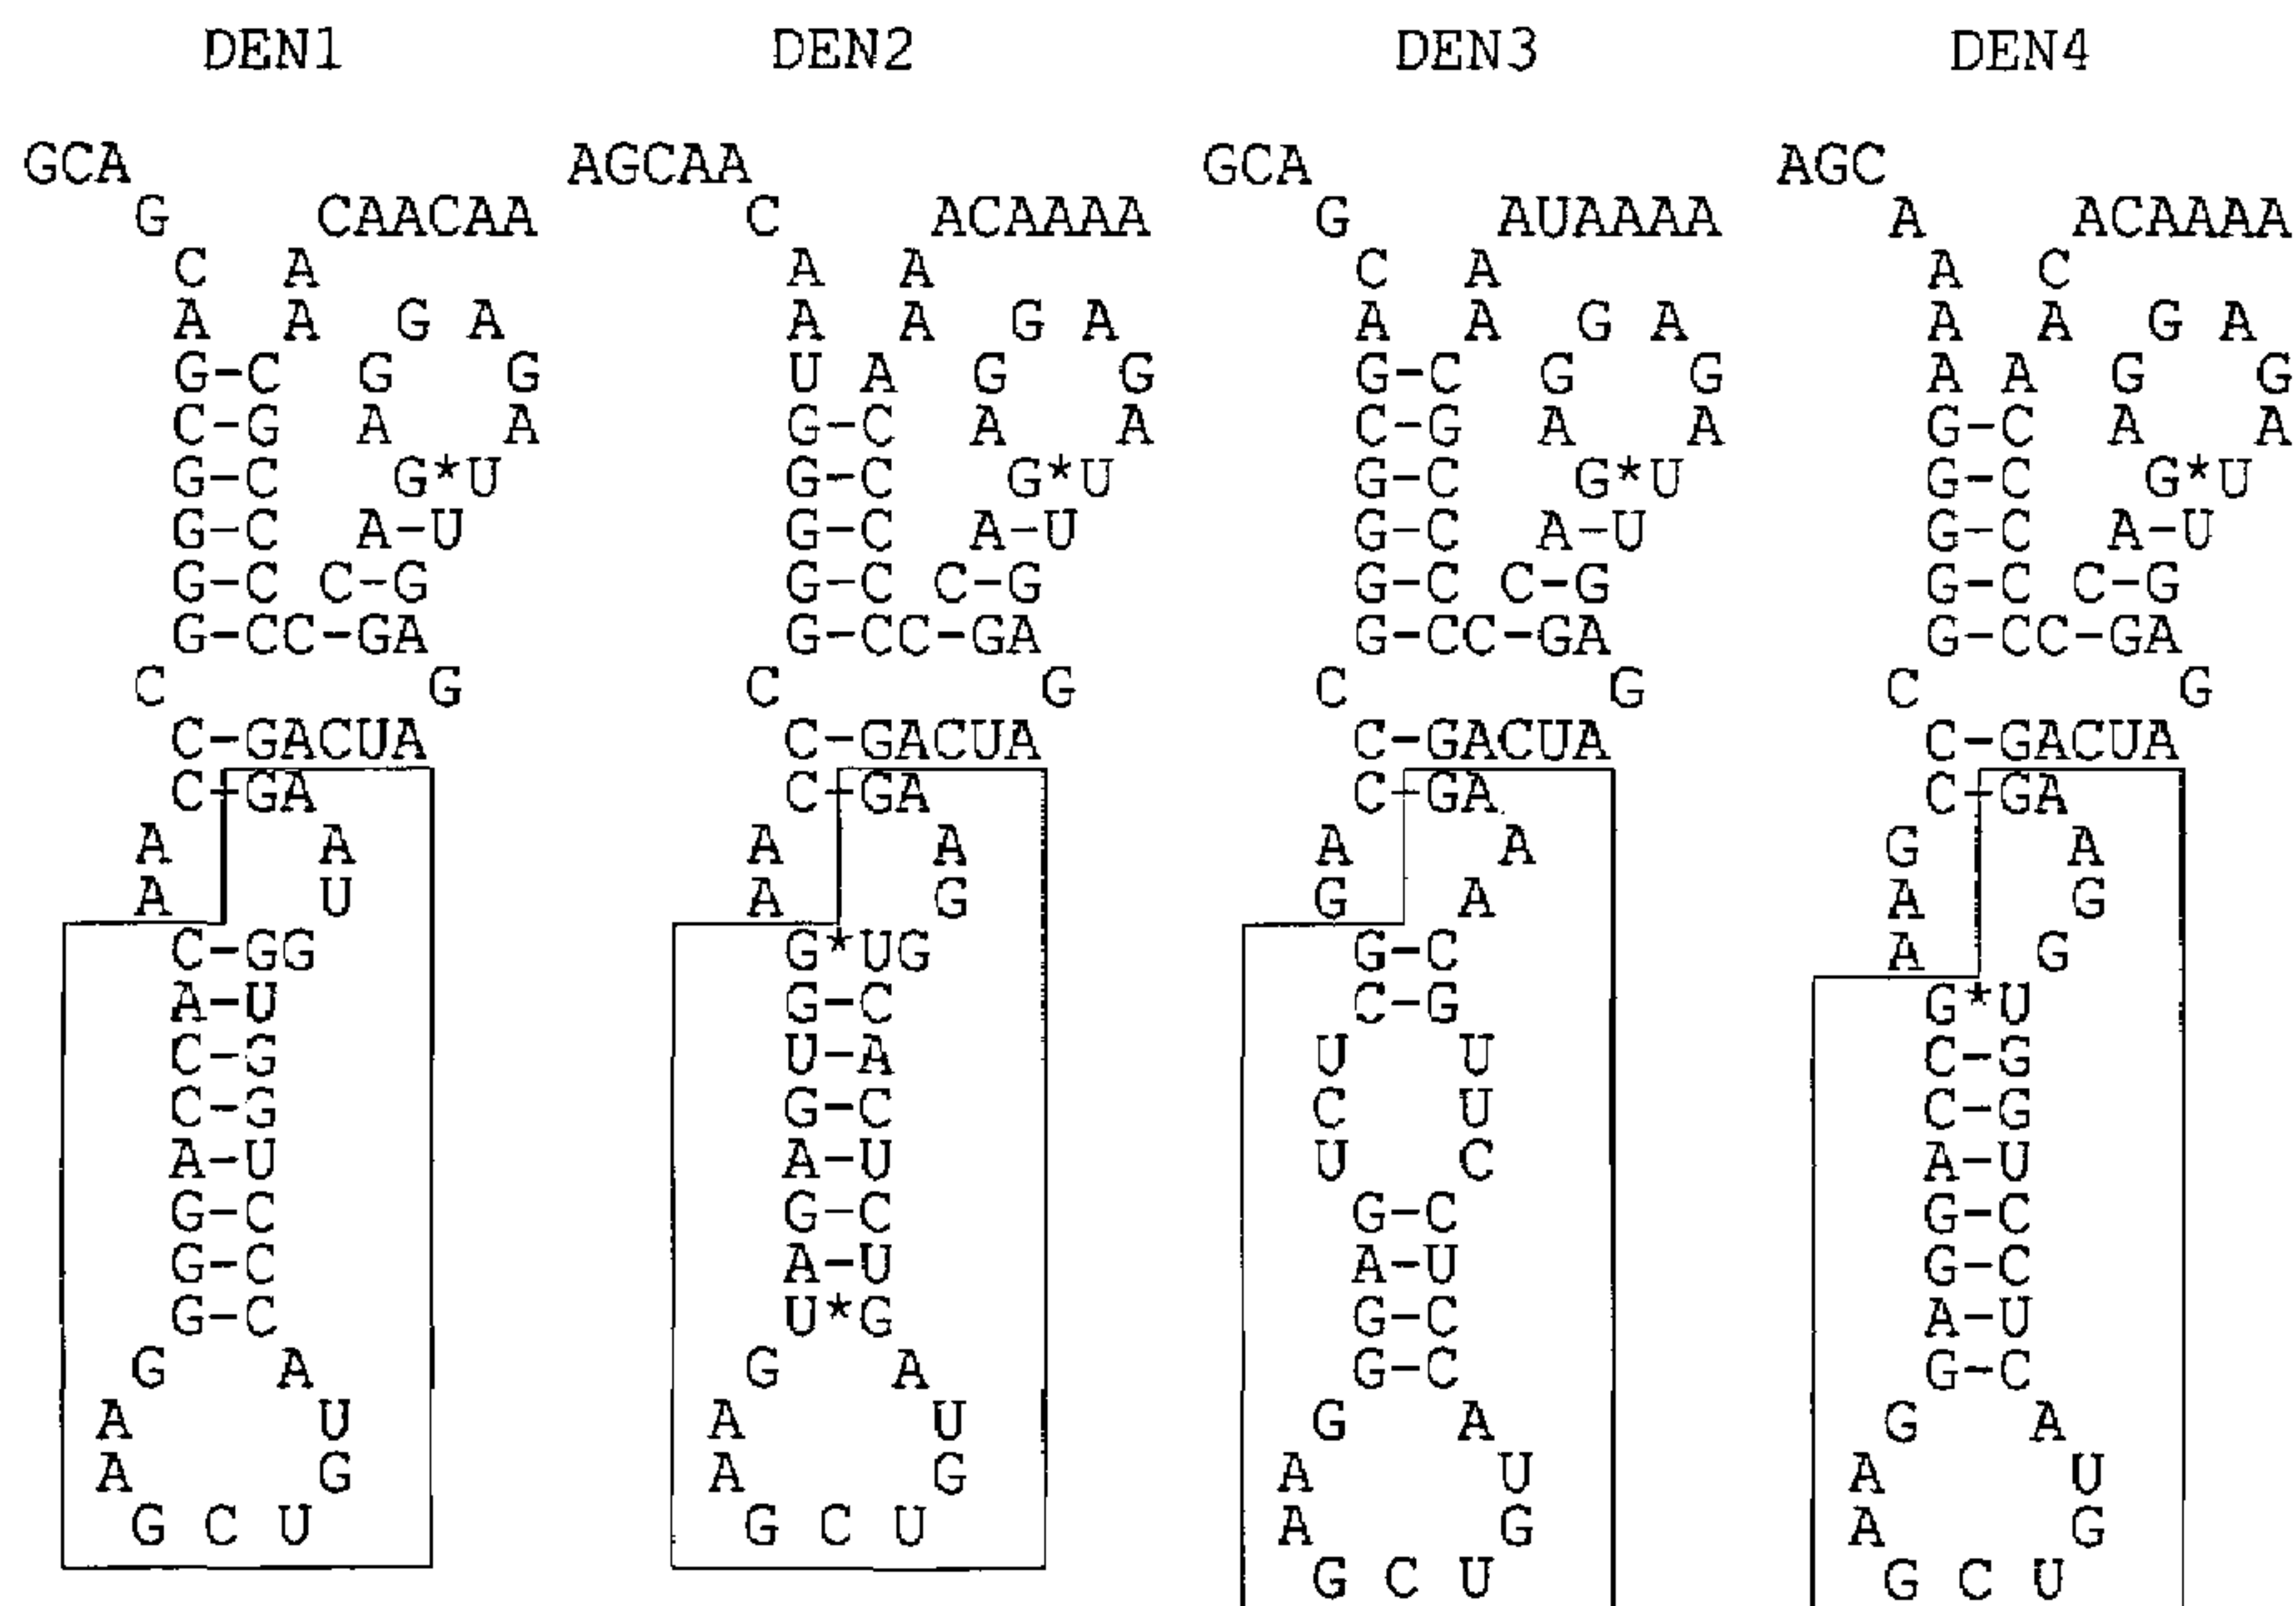 DEN1 DEN2 DEN3 DEN4
GCA AGCAA GCA AGC
G CAACAA C ACAAAA G AUAAAA A ACAAAA
C A A A C A A C
A A G A A A G A A A G A A A G A
G-C G G U A G G G-C G G A A G G
C-G A A G-C A A C-G A A G-C A A
G-C G*U G-C G*U G-C G*U G-C G*U
G-C A-U G-C A-U G-C A-U G-C A-U
G-C C-G G-C C-G G-C C-G G-C C-G
G-CC-GA G-CC-GA G-CC-GA G-CC-GA
C G C G C G C G
C-GACUA C-GACUA C-GACUA C-GACUA
C-GA C-GA C-GA C-GA
A A A A A A G A
A U A G G A A G
C-GG G*UG G-C A G
A-U G-C C-G G*U
C-G U-A U U C-G
C-G G-C C U C-G
A-U A-U U C A-U
G-C G-C G-C G-C
G-C A-U A-U G-C
G-C U*G G-C A-U
G A G A G-C G-C
A U A U G A G A
A G A G A U A U
G C U G C U A G A G
G C U G C U